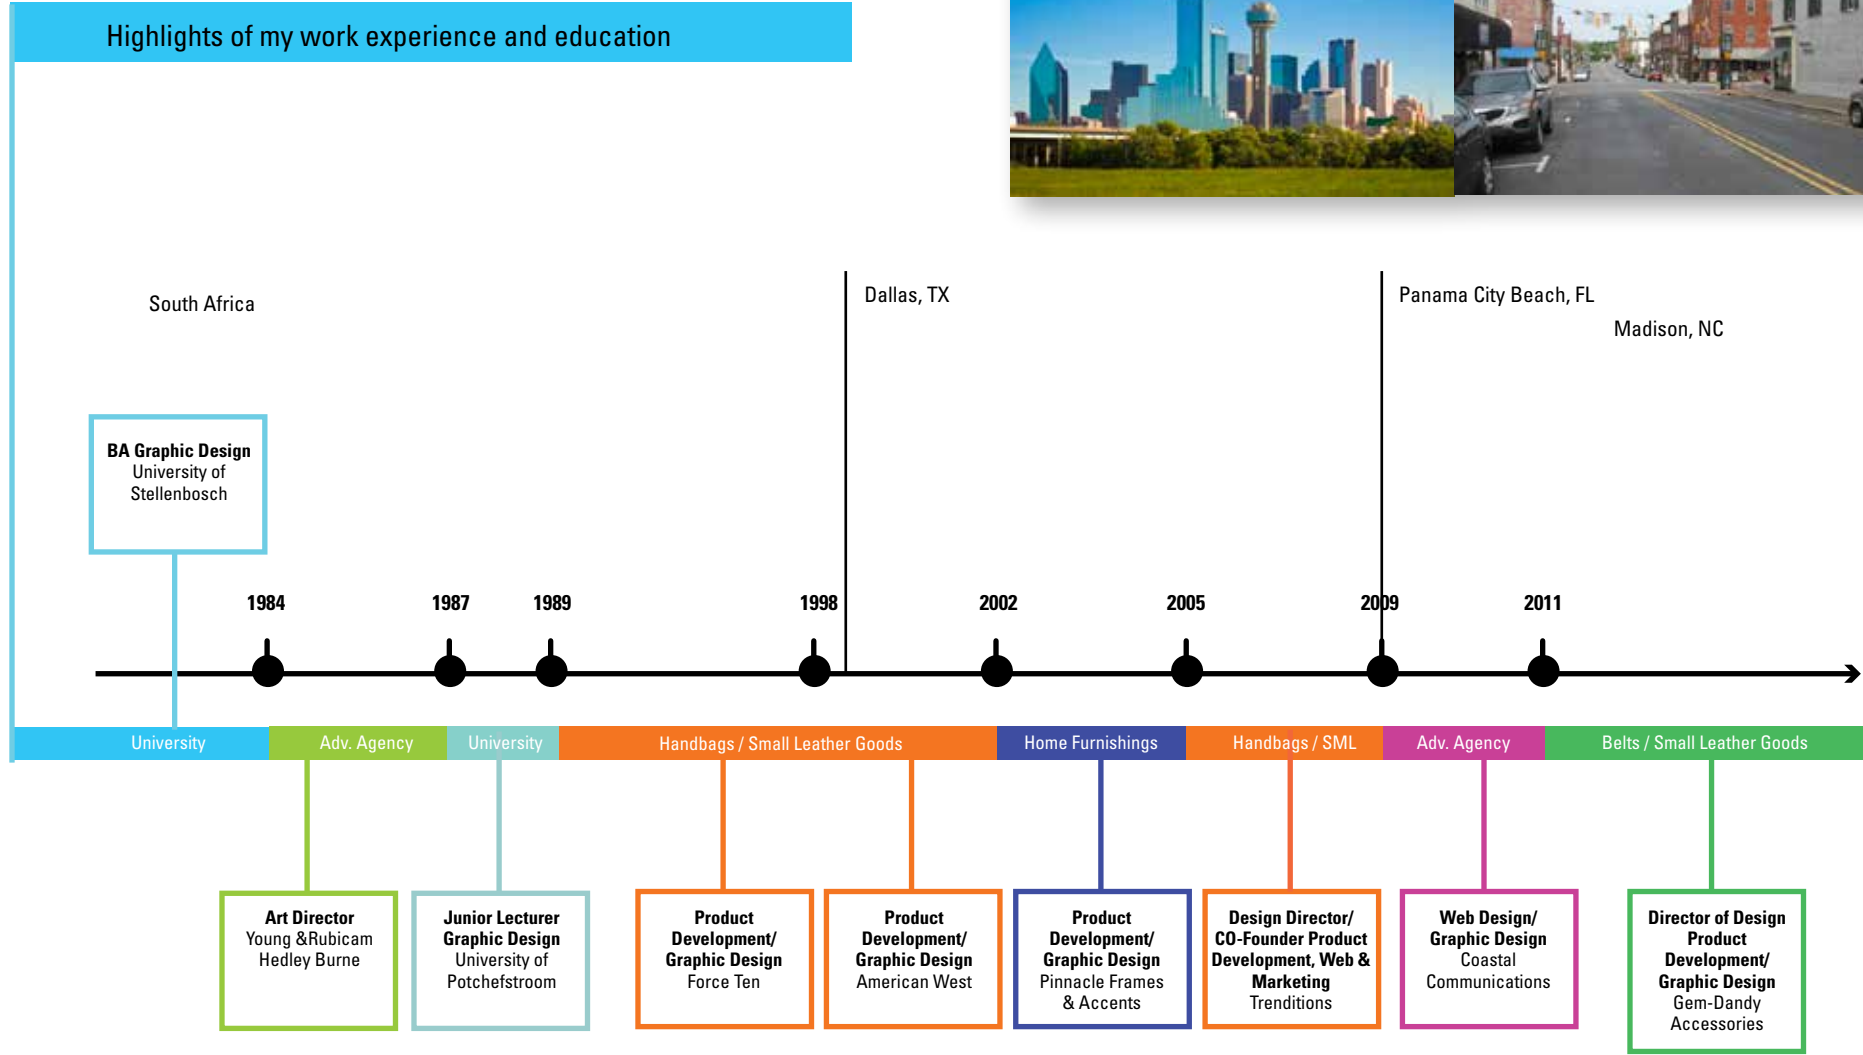 Highlights of my work experience and education
South Africa
Dallas, TX
Panama City Beach, FL
Madison, NC
BA Graphic Design
University of
Stellenbosch
1984
1987
1989
1998
2002
2005
2009
2011
University
Adv. Agency
University
Handbags / Small Leather Goods
Home Furnishings
Handbags / SML
Adv. Agency
Belts / Small Leather Goods
Art Director
Young &Rubicam
Hedley Burne
Junior Lecturer
Graphic Design
University of
Potchefstroom
Product
Development/
Graphic Design
Force Ten
Product
Development/
Graphic Design
American West
Product
Development/
Graphic Design
Pinnacle Frames
& Accents
Design Director/
CO-Founder Product
Development, Web &
Marketing
Trenditions
Web Design/
Graphic Design
Coastal
Communications
Director of Design
Product
Development/
Graphic Design
Gem-Dandy
Accessories